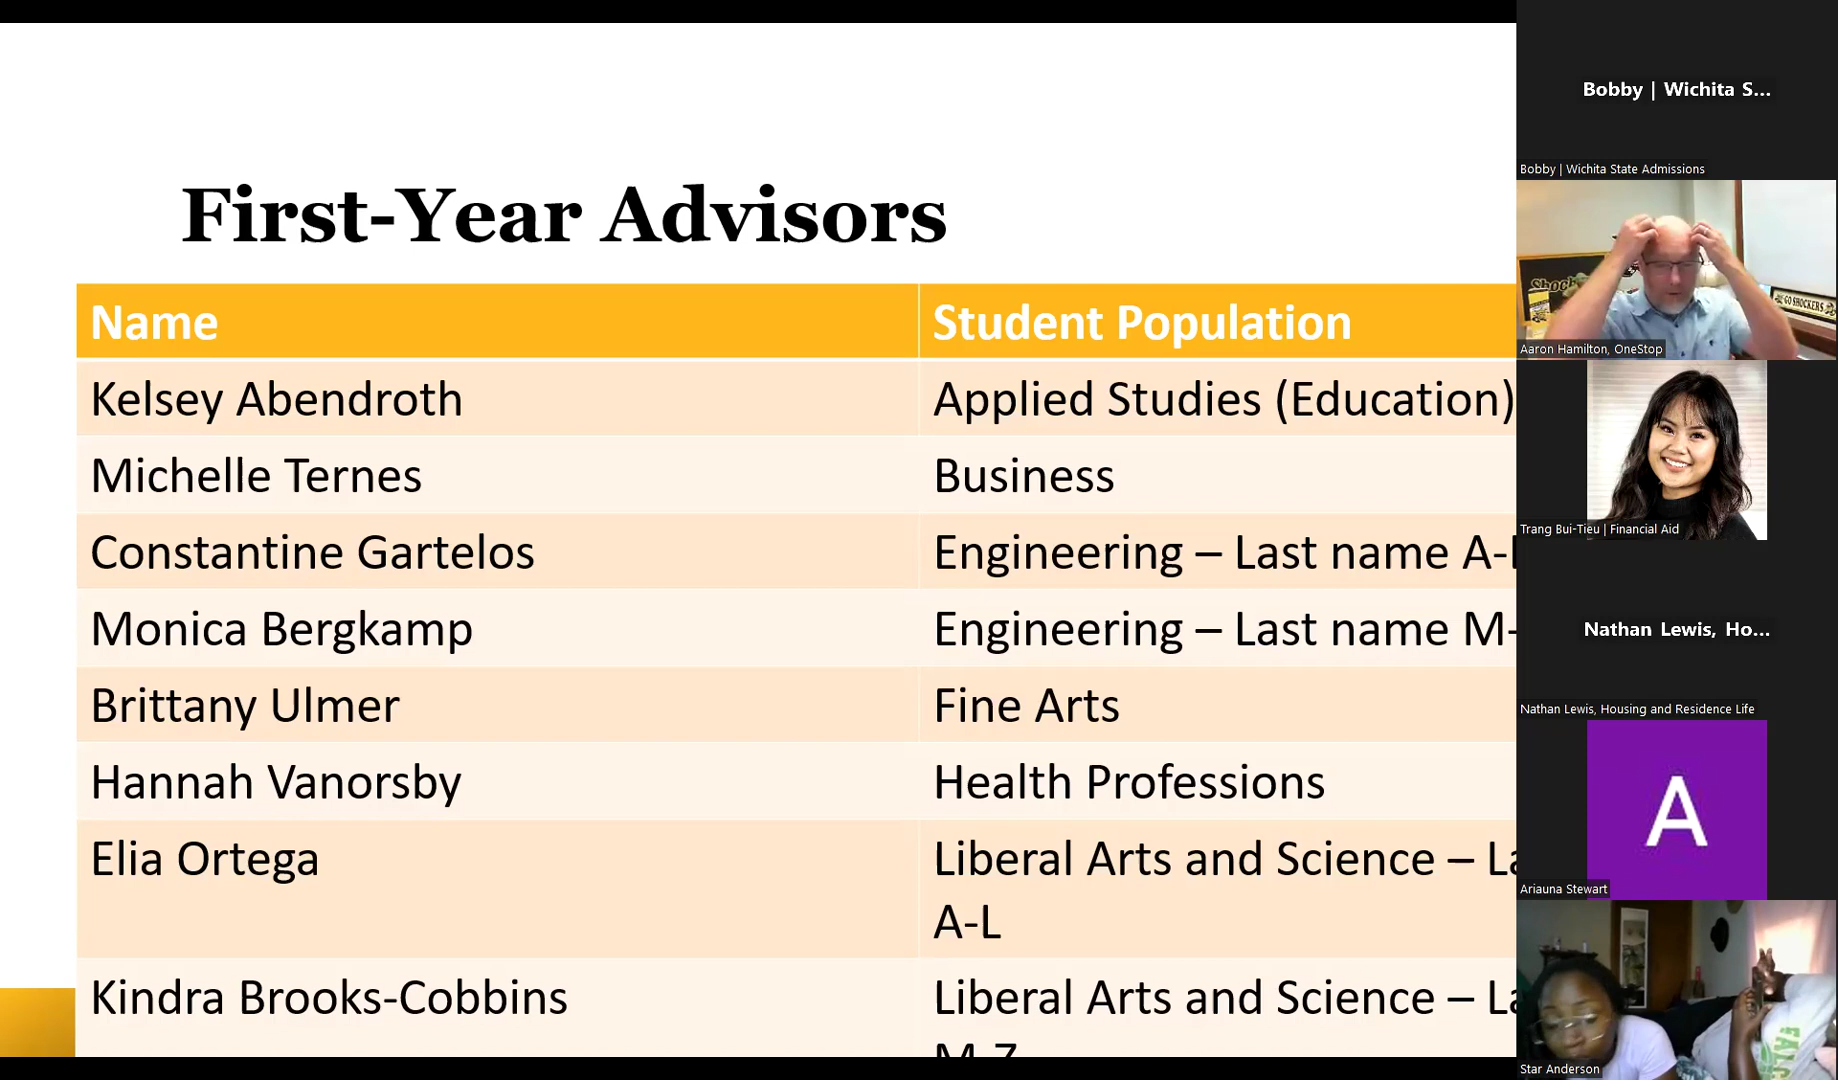 First-Year Advisors
Name
Student Population
Kelsey Abendroth
Applied Studies (Education)
Michelle Ternes
Business
Constantine Gartelos
Engineering – Last name A-
Monica Bergkamp
Engineering – Last name M-
Brittany Ulmer
Fine Arts
Hannah Vanorsby
Health Professions
Elia Ortega
Liberal Arts and Science –
A-L
Kindra Brooks-Cobbins
Liberal Arts and Science –
M-Z
Bobby | Wichita S...
Bobby | Wichita State Admissions
GO SHOCKERS
Aaron Hamilton, OneStop
Trang Bui-Tieu | Financial Aid
Nathan Lewis, Ho...
Nathan Lewis, Housing and Residence Life
A
Ariauna Stewart
Star Anderson